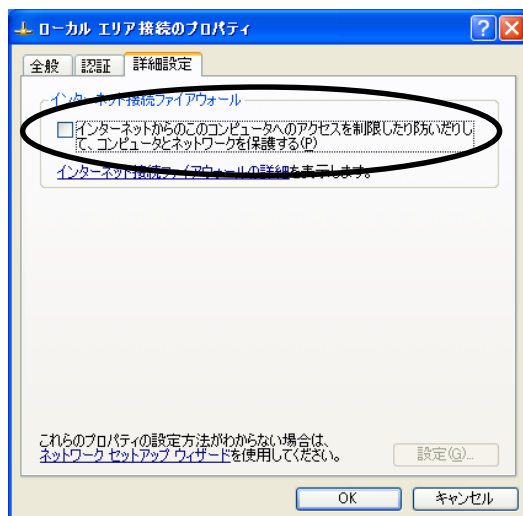 ローカル エリア接続のプロパティ
全般 認証 詳細設定
インターネット接続ファイアウォール
インターネットからのこのコンピュータへのアクセスを制限したり防いだりし
て、コンピュータとネットワークを保護する(P)
インターネット接続ファイアウォールの詳細を表示します。
これらのプロパティの設定方法がわからない場合は、
ネットワーク セットアップ ウィザードを使用してください。
設定(G)...
OK キャンセル